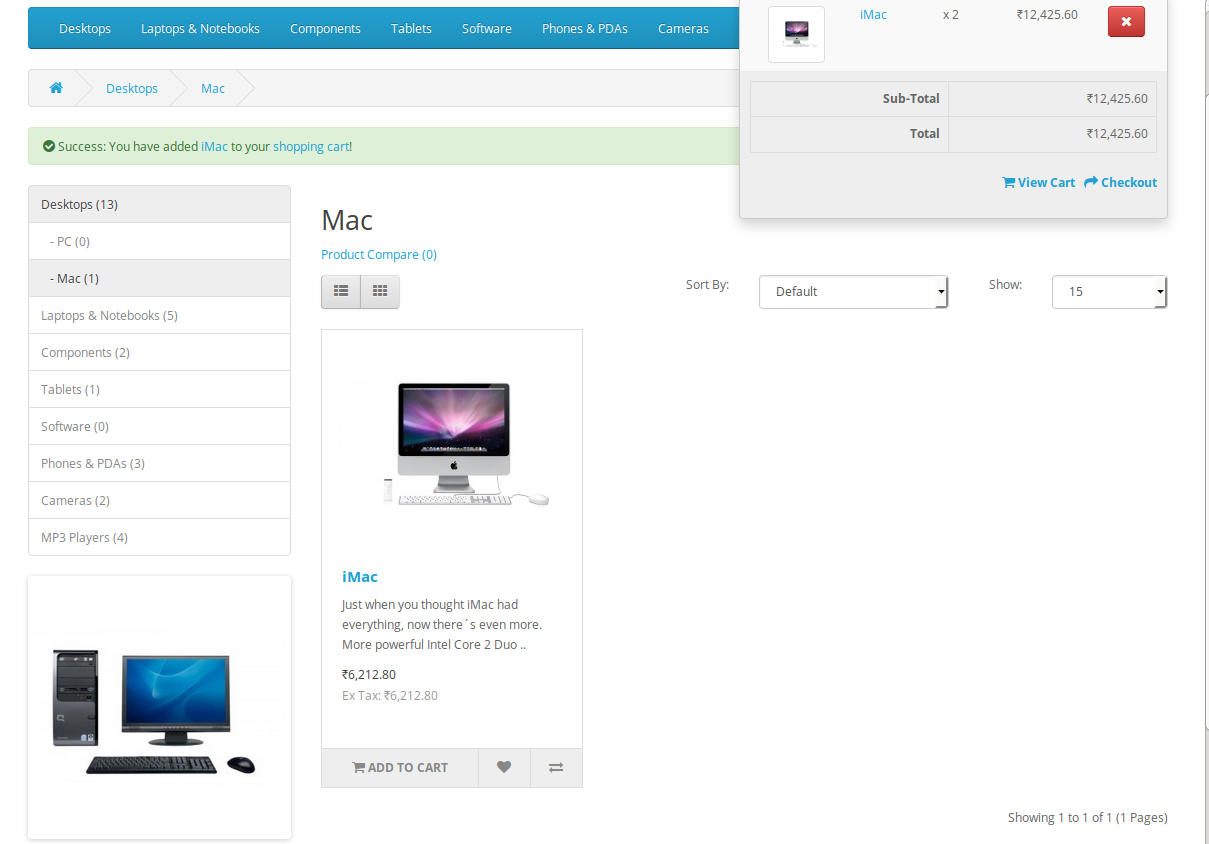 Desktops Laptops & Notebooks Components Tablets Software Phones & PDAs Cameras
iMac x 2 ₹12,425.60
Sub-Total ₹12,425.60
Total ₹12,425.60
View Cart Checkout
Desktops Mac
Success: You have added iMac to your shopping cart!
Desktops (13)
- PC (0)
- Mac (1)
Laptops & Notebooks (5)
Components (2)
Tablets (1)
Software (0)
Phones & PDAs (3)
Cameras (2)
MP3 Players (4)
Mac
Product Compare (0)
Sort By: Default Show: 15
iMac
Just when you thought iMac had
everything, now there´s even more.
More powerful Intel Core 2 Duo ..
₹6,212.80
Ex Tax: ₹6,212.80
ADD TO CART
Showing 1 to 1 of 1 (1 Pages)